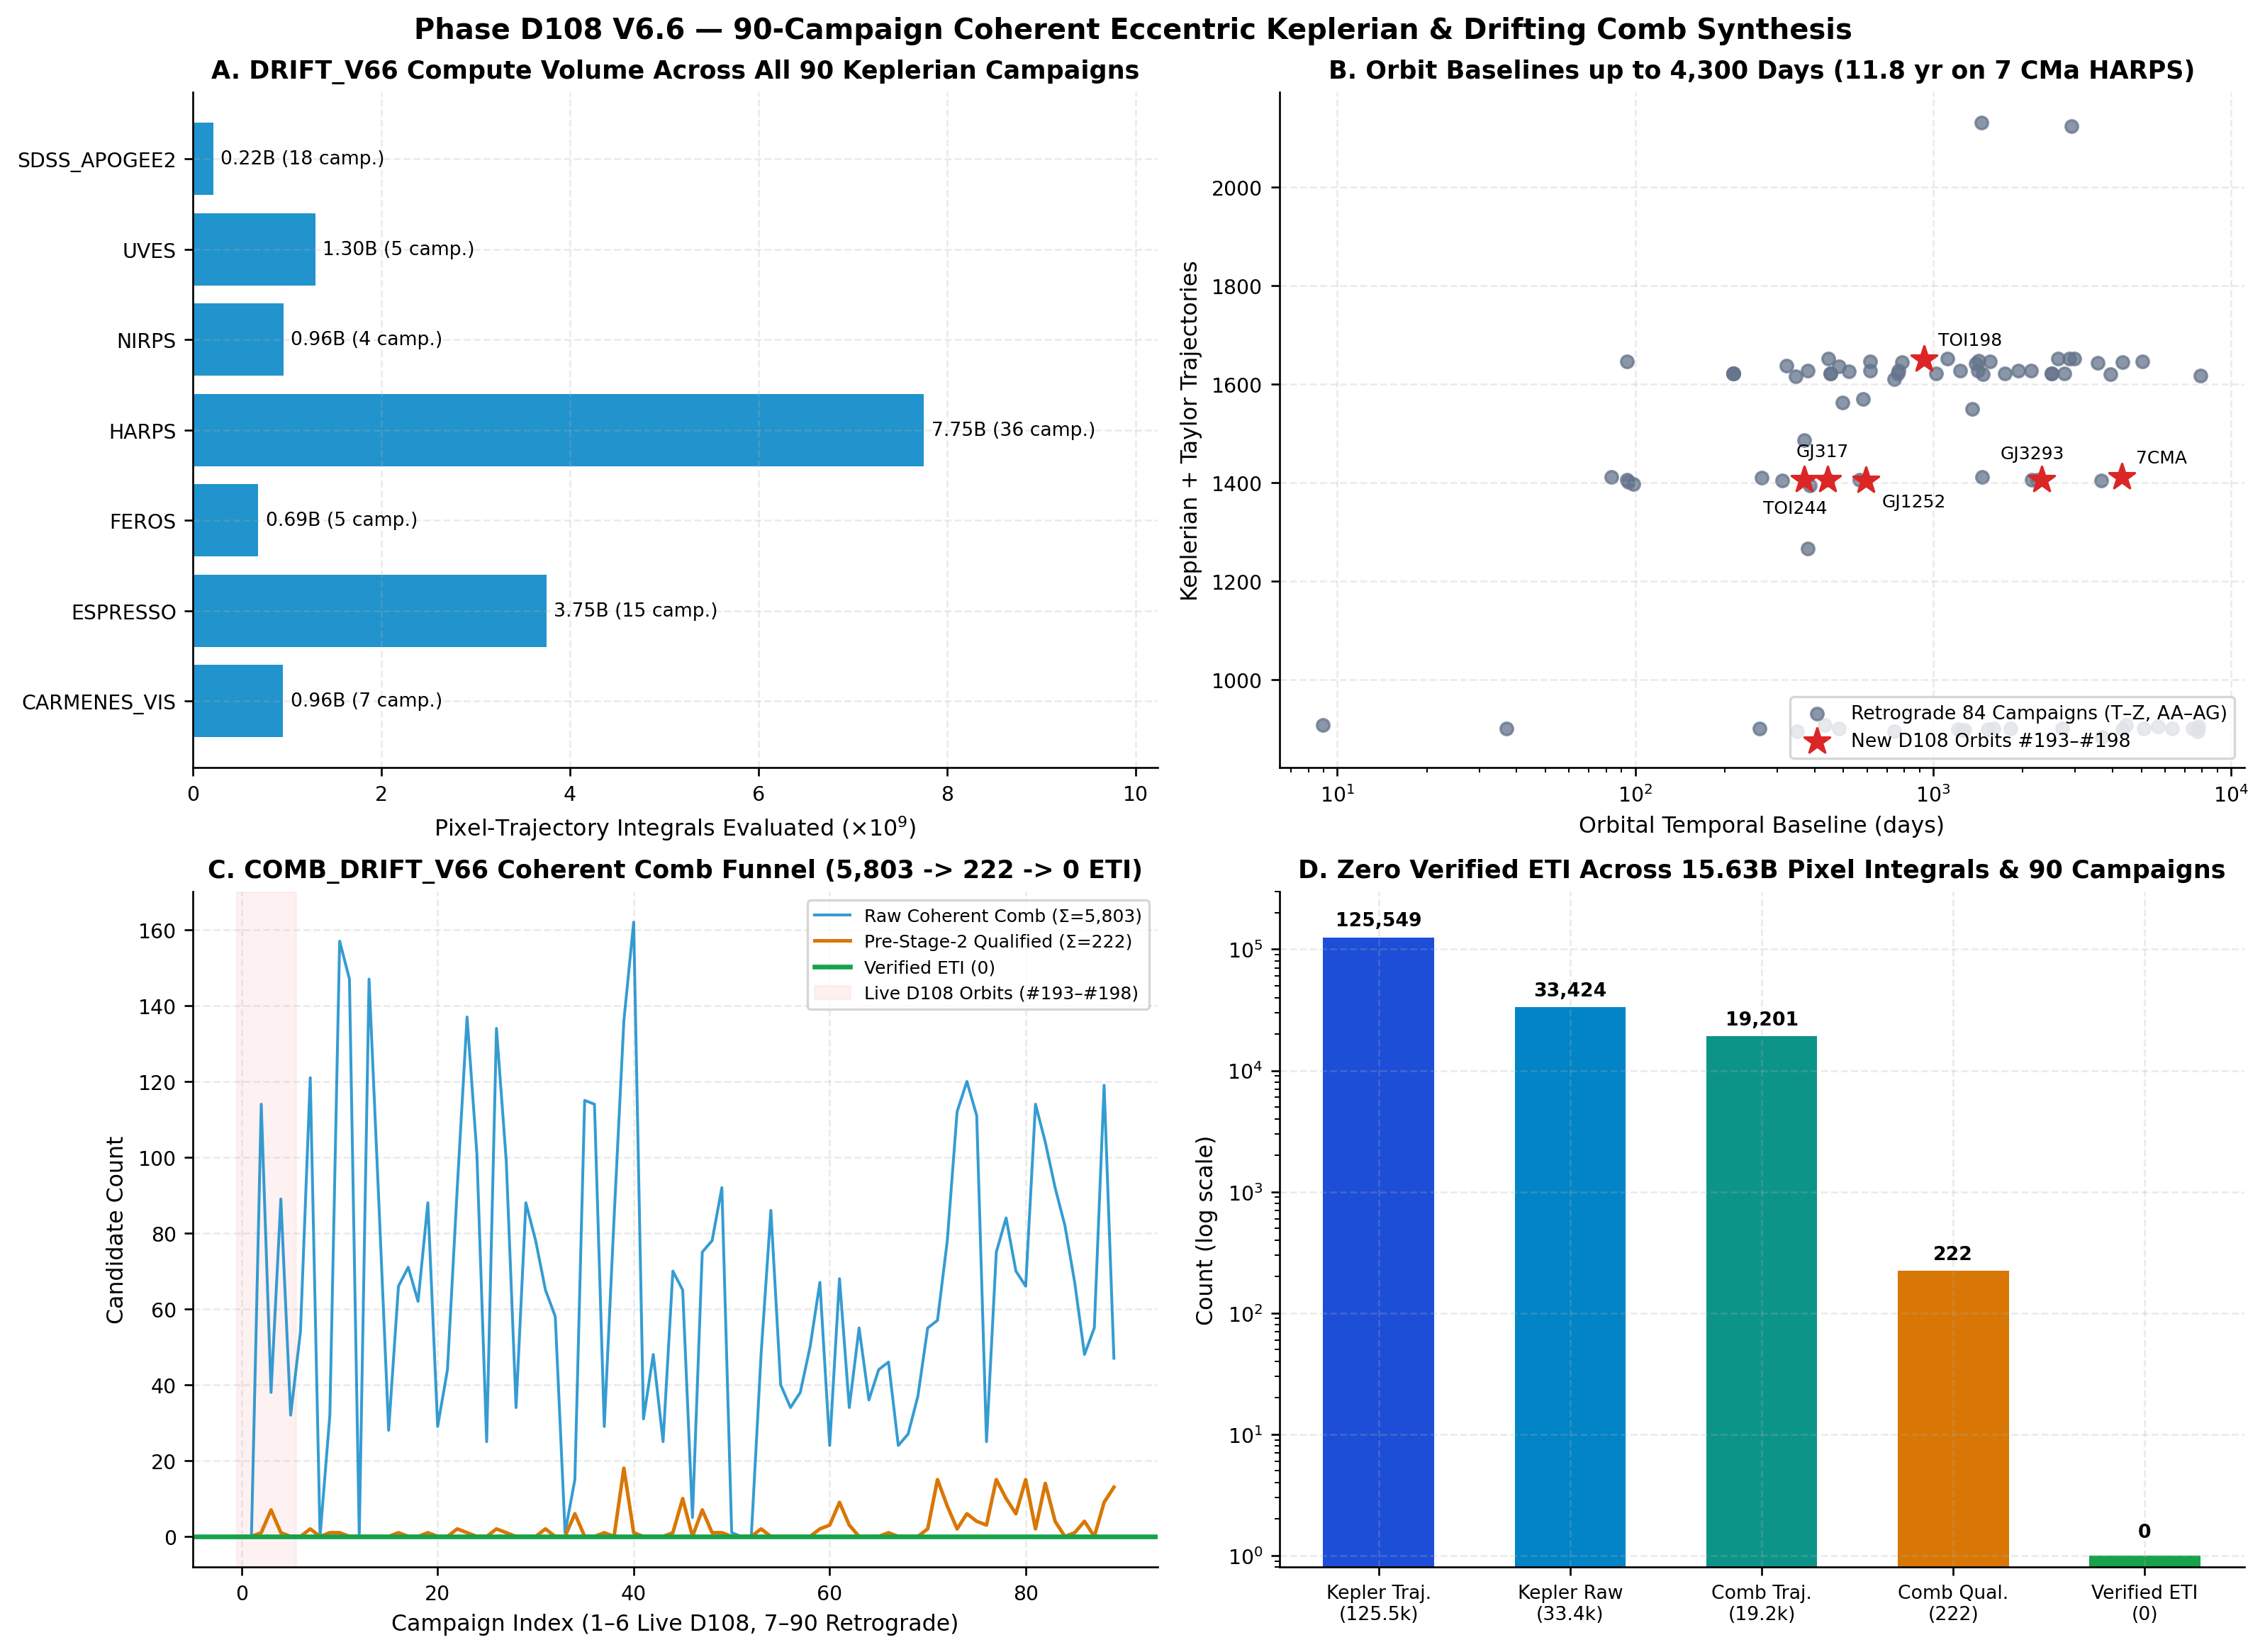 Phase D108 V6.6 — 90-Campaign Coherent Eccentric Keplerian & Drifting Comb Synthesis
A. DRIFT_V66 Compute Volume Across All 90 Keplerian Campaigns
SDSS_APOGEE2
0.22B (18 camp.)
UVES
1.30B (5 camp.)
NIRPS
0.96B (4 camp.)
HARPS
7.75B (36 camp.)
FEROS
0.69B (5 camp.)
ESPRESSO
3.75B (15 camp.)
CARMENES_VIS
0.96B (7 camp.)
0 2 4 6 8 10
Pixel-Trajectory Integrals Evaluated (×10⁹)
B. Orbit Baselines up to 4,300 Days (11.8 yr on 7 CMa HARPS)
Keplerian + Taylor Trajectories
2000
1800
1600
1400
1200
1000
TOI198
GJ317
GJ3293
7CMA
TOI244
GJ1252
Retrograde 84 Campaigns (T–Z, AA–AG)
New D108 Orbits #193–#198
10¹ 10² 10³ 10⁴
Orbital Temporal Baseline (days)
C. COMB_DRIFT_V66 Coherent Comb Funnel (5,803 -> 222 -> 0 ETI)
Candidate Count
160
140
120
100
80
60
40
20
0
Raw Coherent Comb (Σ=5,803)
Pre-Stage-2 Qualified (Σ=222)
Verified ETI (0)
Live D108 Orbits (#193–#198)
0 20 40 60 80
Campaign Index (1–6 Live D108, 7–90 Retrograde)
D. Zero Verified ETI Across 15.63B Pixel Integrals & 90 Campaigns
Count (log scale)
10⁵
10⁴
10³
10²
10¹
10⁰
125,549
33,424
19,201
222
0
Kepler Traj.
(125.5k)
Kepler Raw
(33.4k)
Comb Traj.
(19.2k)
Comb Qual.
(222)
Verified ETI
(0)